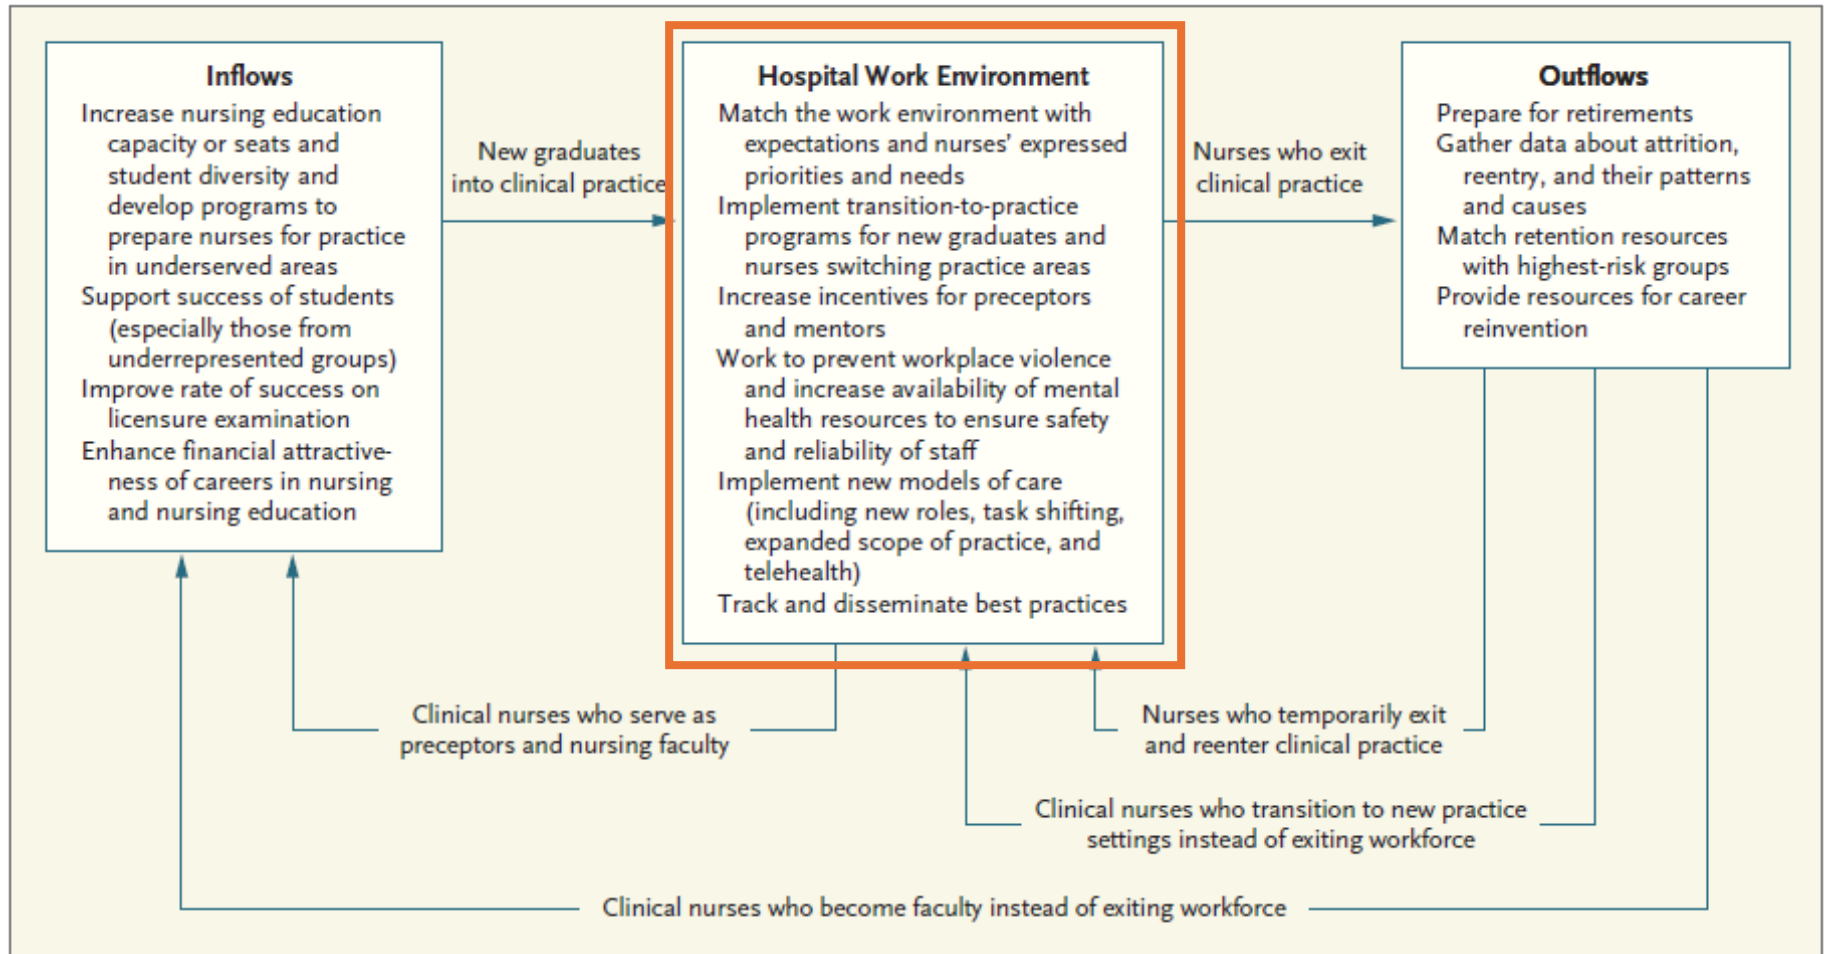 Inflows
Increase nursing education
capacity or seats and
student diversity and
develop programs to
prepare nurses for practice
in underserved areas
Support success of students
(especially those from
underrepresented groups)
Improve rate of success on
licensure examination
Enhance financial attractive-
ness of careers in nursing
and nursing education
New graduates
into clinical practice
Hospital Work Environment
Match the work environment with
expectations and nurses’ expressed
priorities and needs
Implement transition-to-practice
programs for new graduates and
nurses switching practice areas
Increase incentives for preceptors
and mentors
Work to prevent workplace violence
and increase availability of mental
health resources to ensure safety
and reliability of staff
Implement new models of care
(including new roles, task shifting,
expanded scope of practice, and
telehealth)
Track and disseminate best practices
Nurses who exit
clinical practice
Outflows
Prepare for retirements
Gather data about attrition,
reentry, and their patterns
and causes
Match retention resources
with highest-risk groups
Provide resources for career
reinvention
Clinical nurses who serve as
preceptors and nursing faculty
Nurses who temporarily exit
and reenter clinical practice
Clinical nurses who transition to new practice
settings instead of exiting workforce
Clinical nurses who become faculty instead of exiting workforce